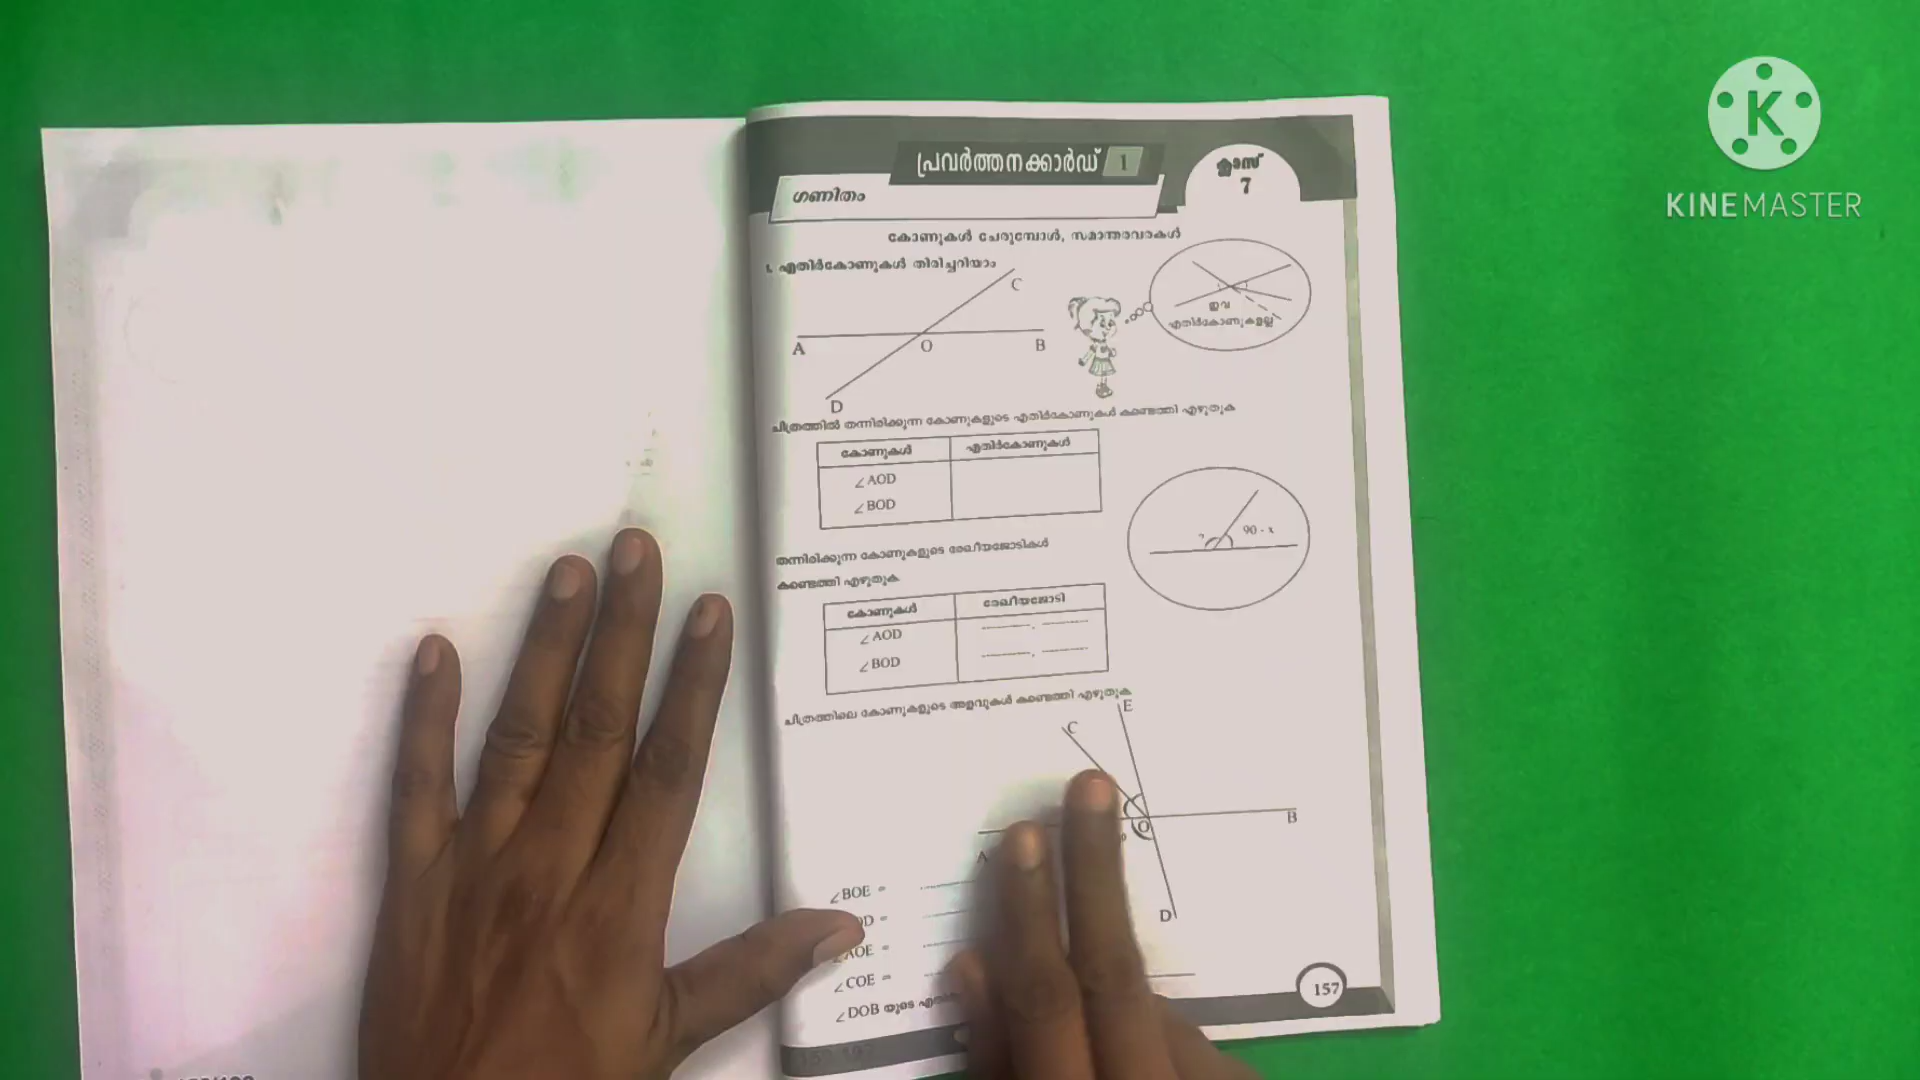 KINEMASTER
പ്രവർത്തനക്കാർഡ് 1
ക്ലാസ്
7
ഗണിതം
കോണുകൾ ചേരുമ്പോൾ, സമാന്തരവരകൾ
1. എതിർകോണുകൾ തിരിച്ചറിയാം
C
A
O
B
D
ഇവ
എതിർകോണുകളല്ല
ചിത്രത്തിൽ തന്നിരിക്കുന്ന കോണുകളുടെ എതിർകോണുകൾ കണ്ടെത്തി എഴുതുക
കോണുകൾ എതിർകോണുകൾ
∠AOD
∠BOD
? 90 - x
തന്നിരിക്കുന്ന കോണുകളുടെ രേഖീയജോടികൾ
കണ്ടെത്തി എഴുതുക
കോണുകൾ രേഖീയജോടി
∠AOD ........ , ........
∠BOD ........ , ........
ചിത്രത്തിലെ കോണുകളുടെ അളവുകൾ കണ്ടെത്തി എഴുതുക
E
C
O
B
A
D
∠BOE = ........
OD = ........
∠AOE = ........
∠COE = ........
∠DOB യുടെ
157